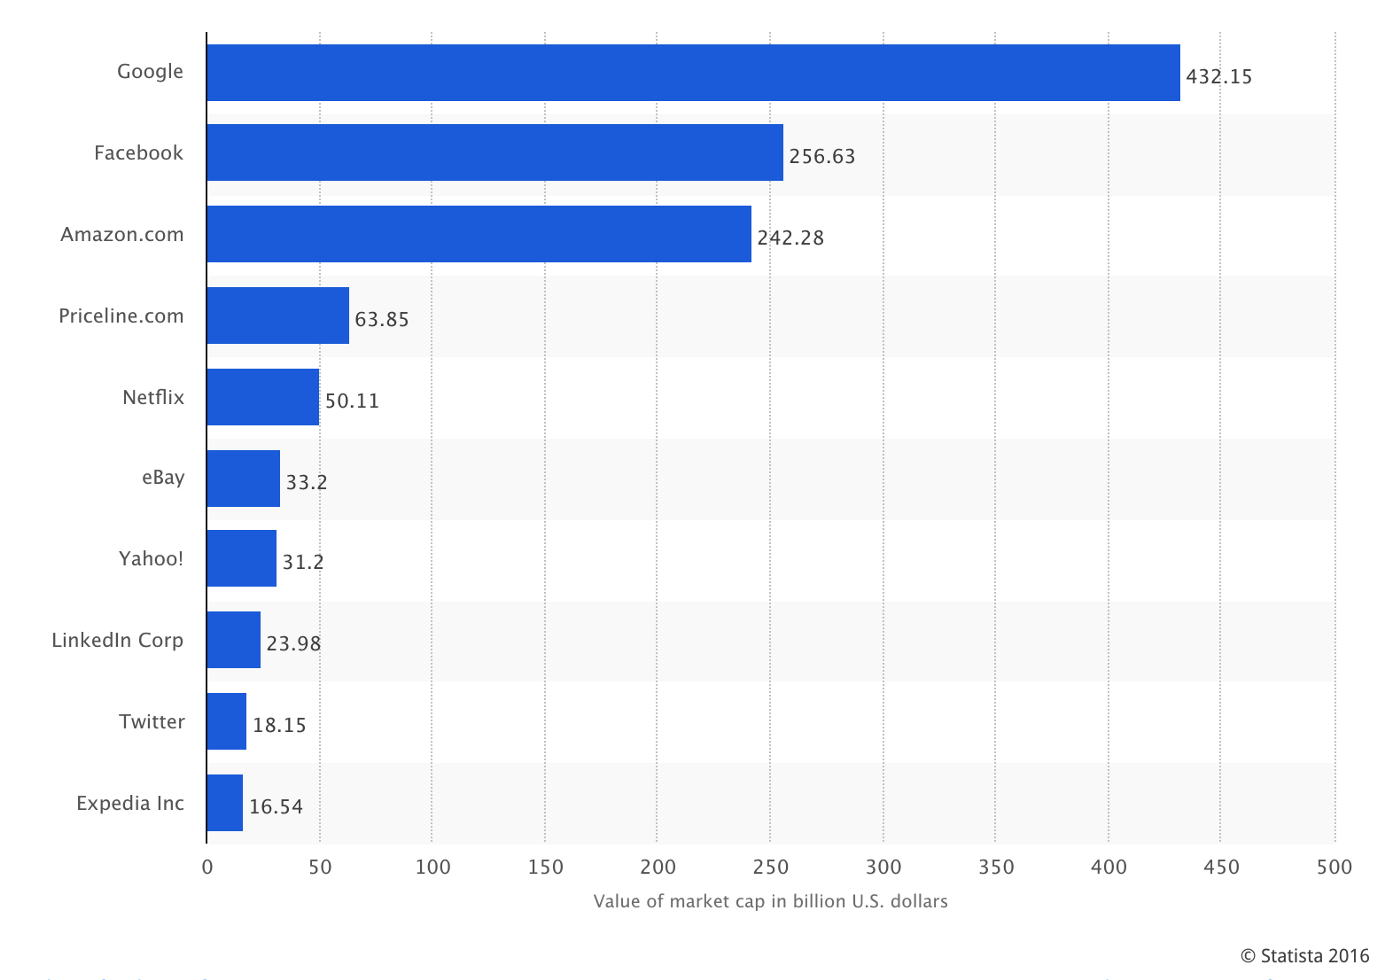 Google 432.15
Facebook 256.63
Amazon.com 242.28
Priceline.com 63.85
Netflix 50.11
eBay 33.2
Yahoo! 31.2
LinkedIn Corp 23.98
Twitter 18.15
Expedia Inc 16.54
0 50 100 150 200 250 300 350 400 450 500
Value of market cap in billion U.S. dollars
© Statista 2016